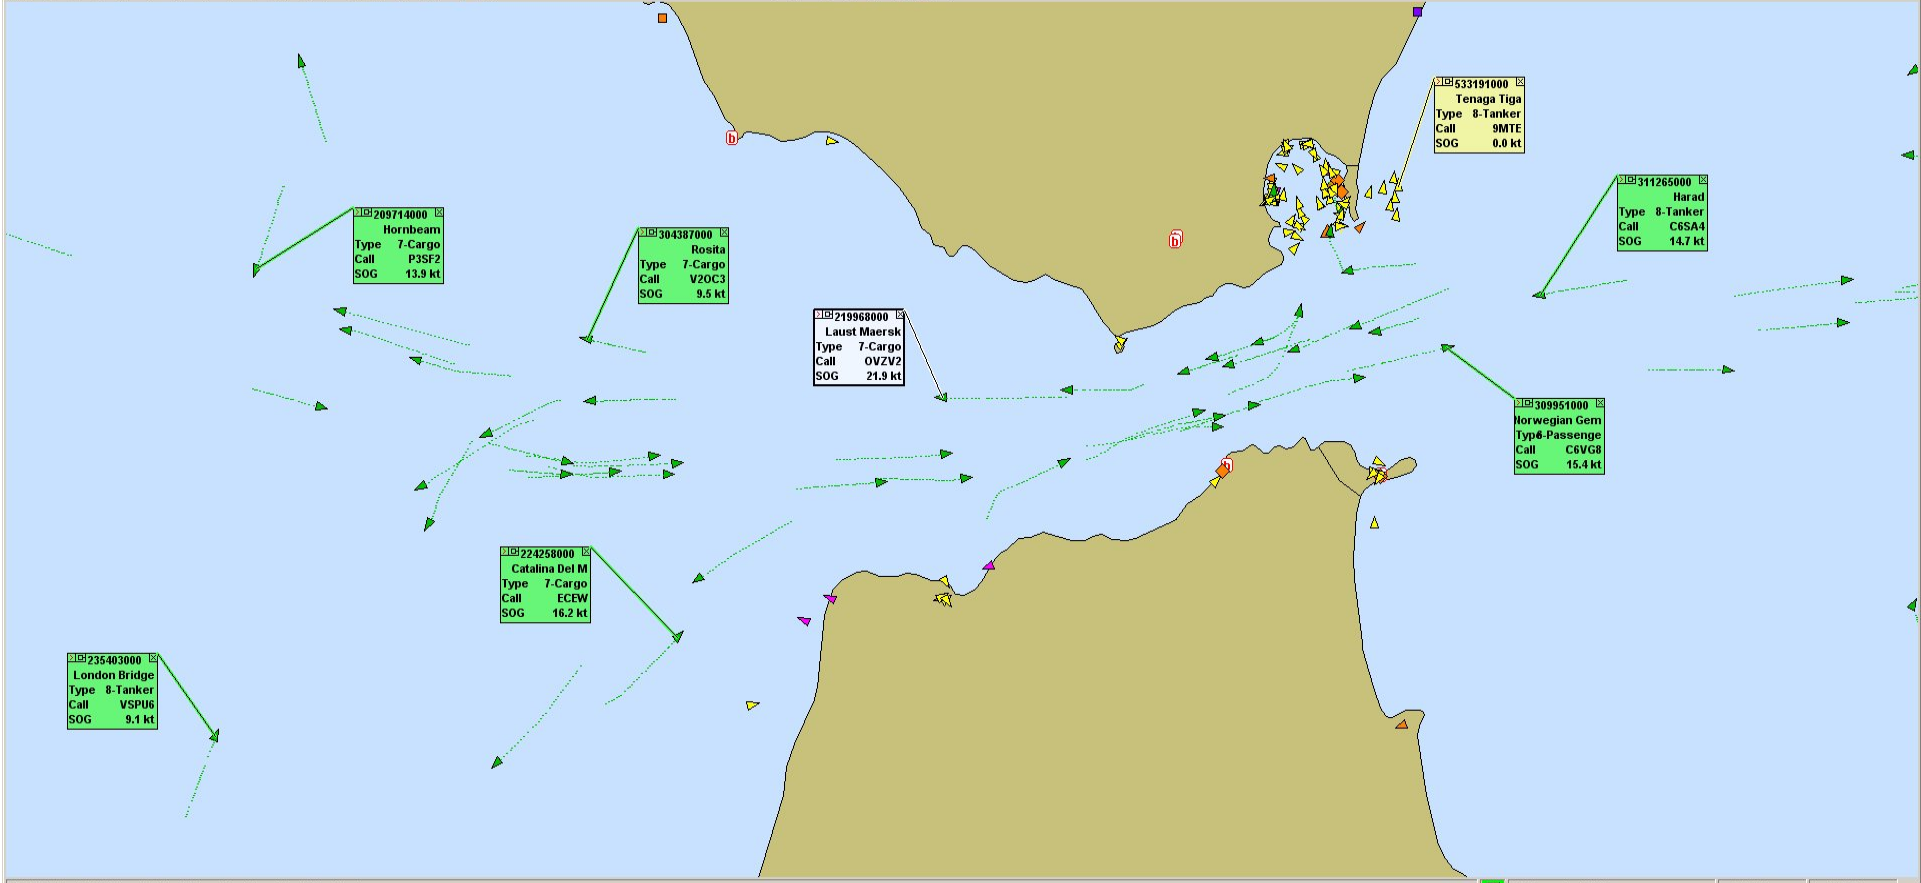 533191000
Tenaga Tiga
Type 8-Tanker
Call 9MTE
SOG 0.0 kt
311265000
Harad
Type 8-Tanker
Call C6SA4
SOG 14.7 kt
209714000
Hornbeam
Type 7-Cargo
Call P3SF2
SOG 13.9 kt
304387000
Rosita
Type 7-Cargo
Call V2OC3
SOG 9.5 kt
219968000
Laust Maersk
Type 7-Cargo
Call OVZV2
SOG 21.9 kt
309951000
Norwegian Gem
Type6-Passenge
Call C6VG8
SOG 15.4 kt
224258000
Catalina Del M
Type 7-Cargo
Call ECEW
SOG 16.2 kt
235403000
London Bridge
Type 8-Tanker
Call VSPU6
SOG 9.1 kt
b
b
b